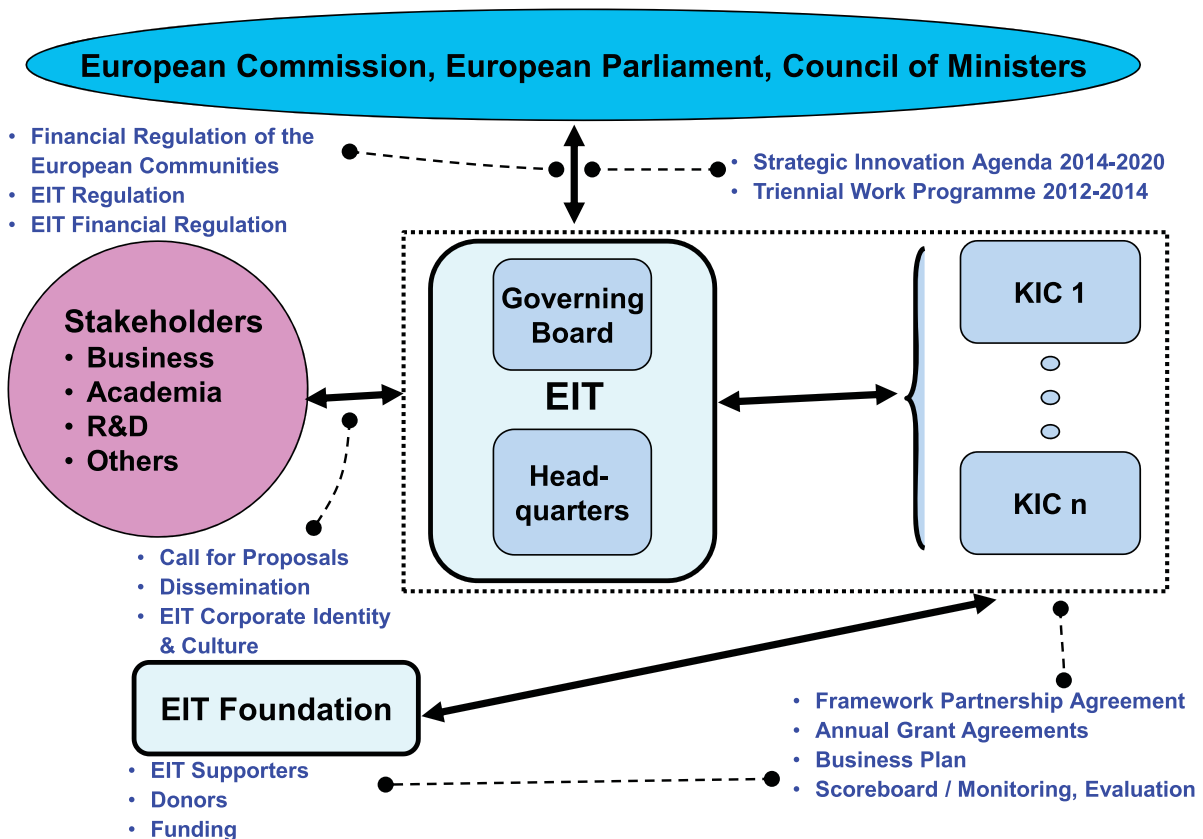 European Commission, European Parliament, Council of Ministers
• Financial Regulation of the
European Communities
• EIT Regulation
• EIT Financial Regulation
• Strategic Innovation Agenda 2014-2020
• Triennial Work Programme 2012-2014
Stakeholders
• Business
• Academia
• R&D
• Others
Governing
Board
EIT
Head-
quarters
KIC 1
KIC n
• Call for Proposals
• Dissemination
• EIT Corporate Identity
& Culture
EIT Foundation
• EIT Supporters
• Donors
• Funding
• Framework Partnership Agreement
• Annual Grant Agreements
• Business Plan
• Scoreboard / Monitoring, Evaluation